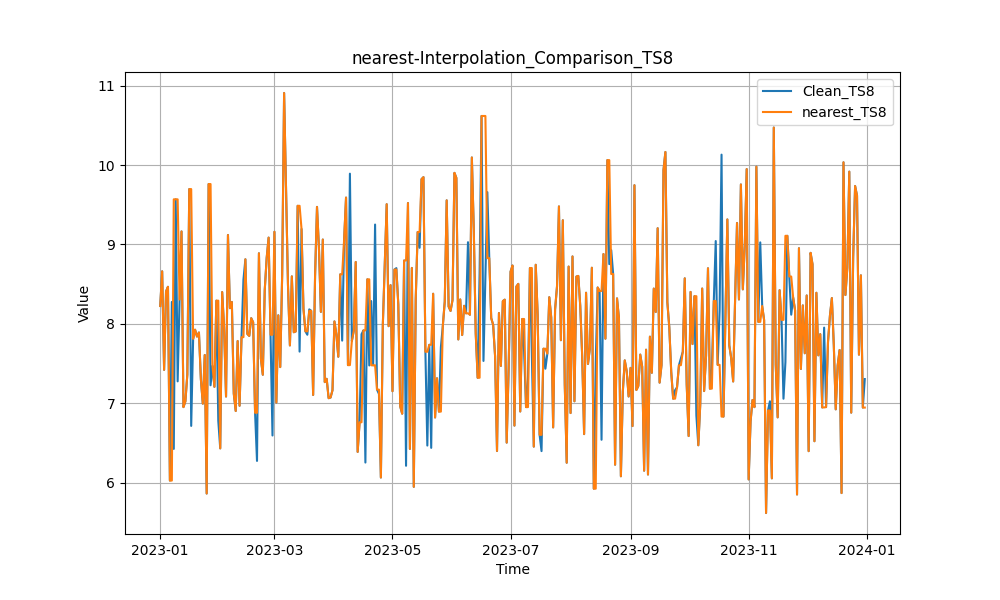 nearest-Interpolation_Comparison_TS8
Clean_TS8
nearest_TS8
11
10
9
8
7
6
Value
2023-01
2023-03
2023-05
2023-07
2023-09
2023-11
2024-01
Time